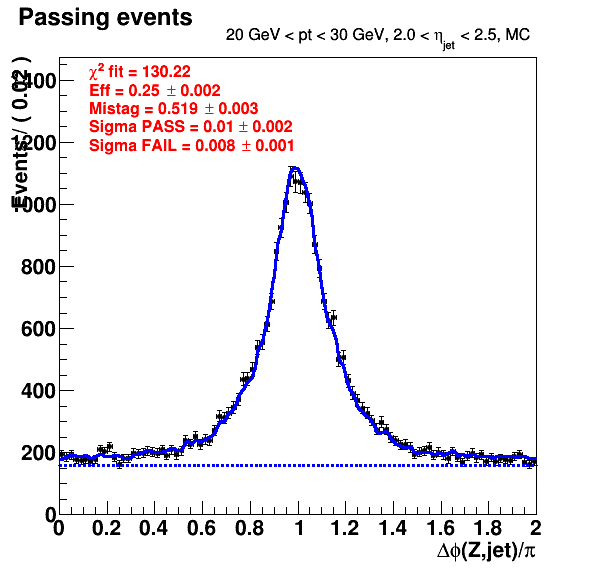 Passing events
20 GeV < pt < 30 GeV, 2.0 < η_jet < 2.5, MC
χ² fit = 130.22
Eff = 0.25 ± 0.002
Mistag = 0.519 ± 0.003
Sigma PASS = 0.01 ± 0.002
Sigma FAIL = 0.008 ± 0.001
Events / ( 0.02 )
1400
1200
1000
800
600
400
200
0
0 0.2 0.4 0.6 0.8 1 1.2 1.4 1.6 1.8 2
Δφ(Z,jet)/π